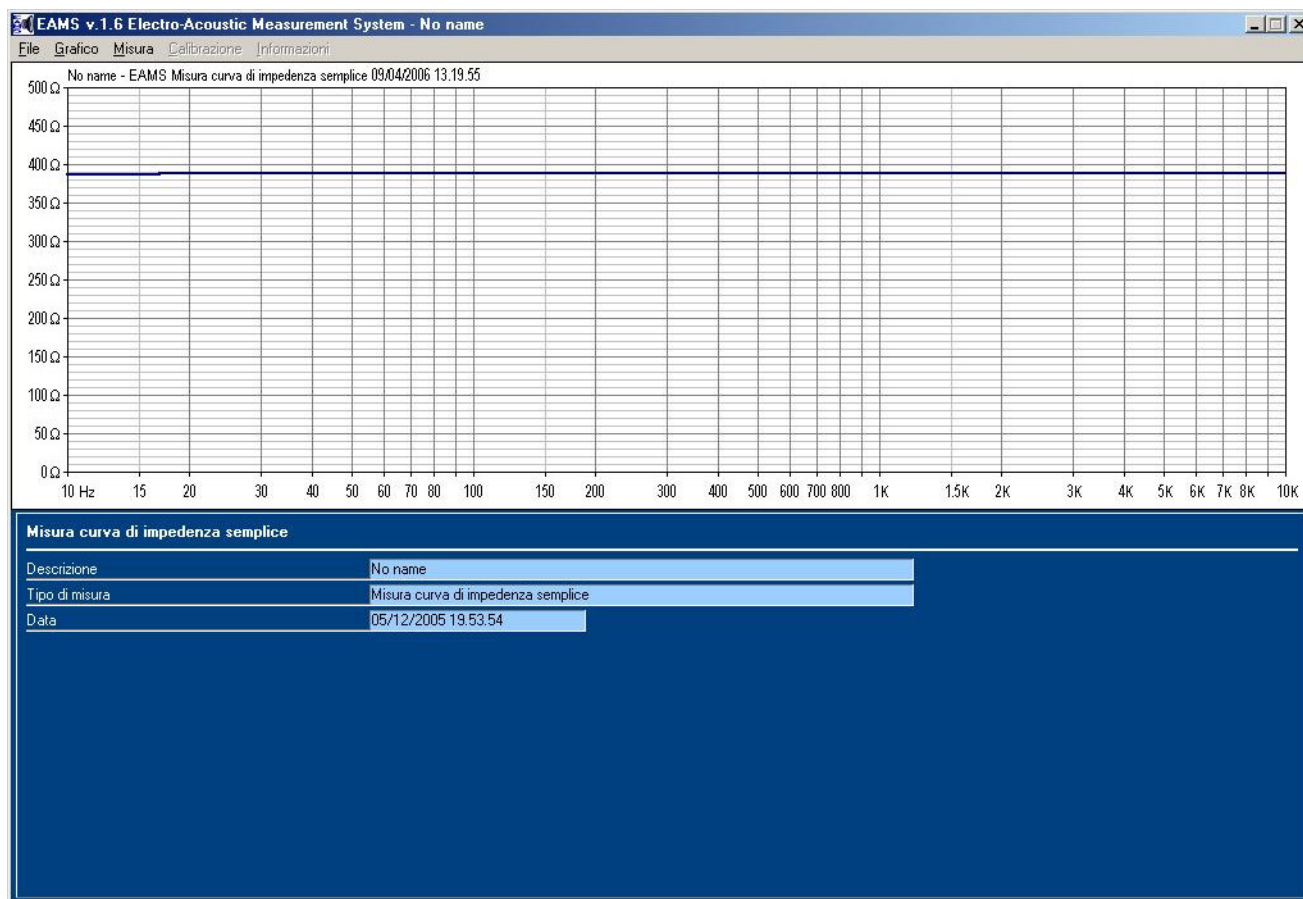 EAMS v.1.6 Electro-Acoustic Measurement System - No name
File Grafico Misura Calibrazione Informazioni
No name - EAMS Misura curva di impedenza semplice 09/04/2006 13.19.55
500 Ω
450 Ω
400 Ω
350 Ω
300 Ω
250 Ω
200 Ω
150 Ω
100 Ω
50 Ω
0 Ω
10 Hz 15 20 30 40 50 60 70 80 100 150 200 300 400 500 600 700 800 1K 1.5K 2K 3K 4K 5K 6K 7K 8K 10K
Misura curva di impedenza semplice
Descrizione No name
Tipo di misura Misura curva di impedenza semplice
Data 05/12/2005 19.53.54